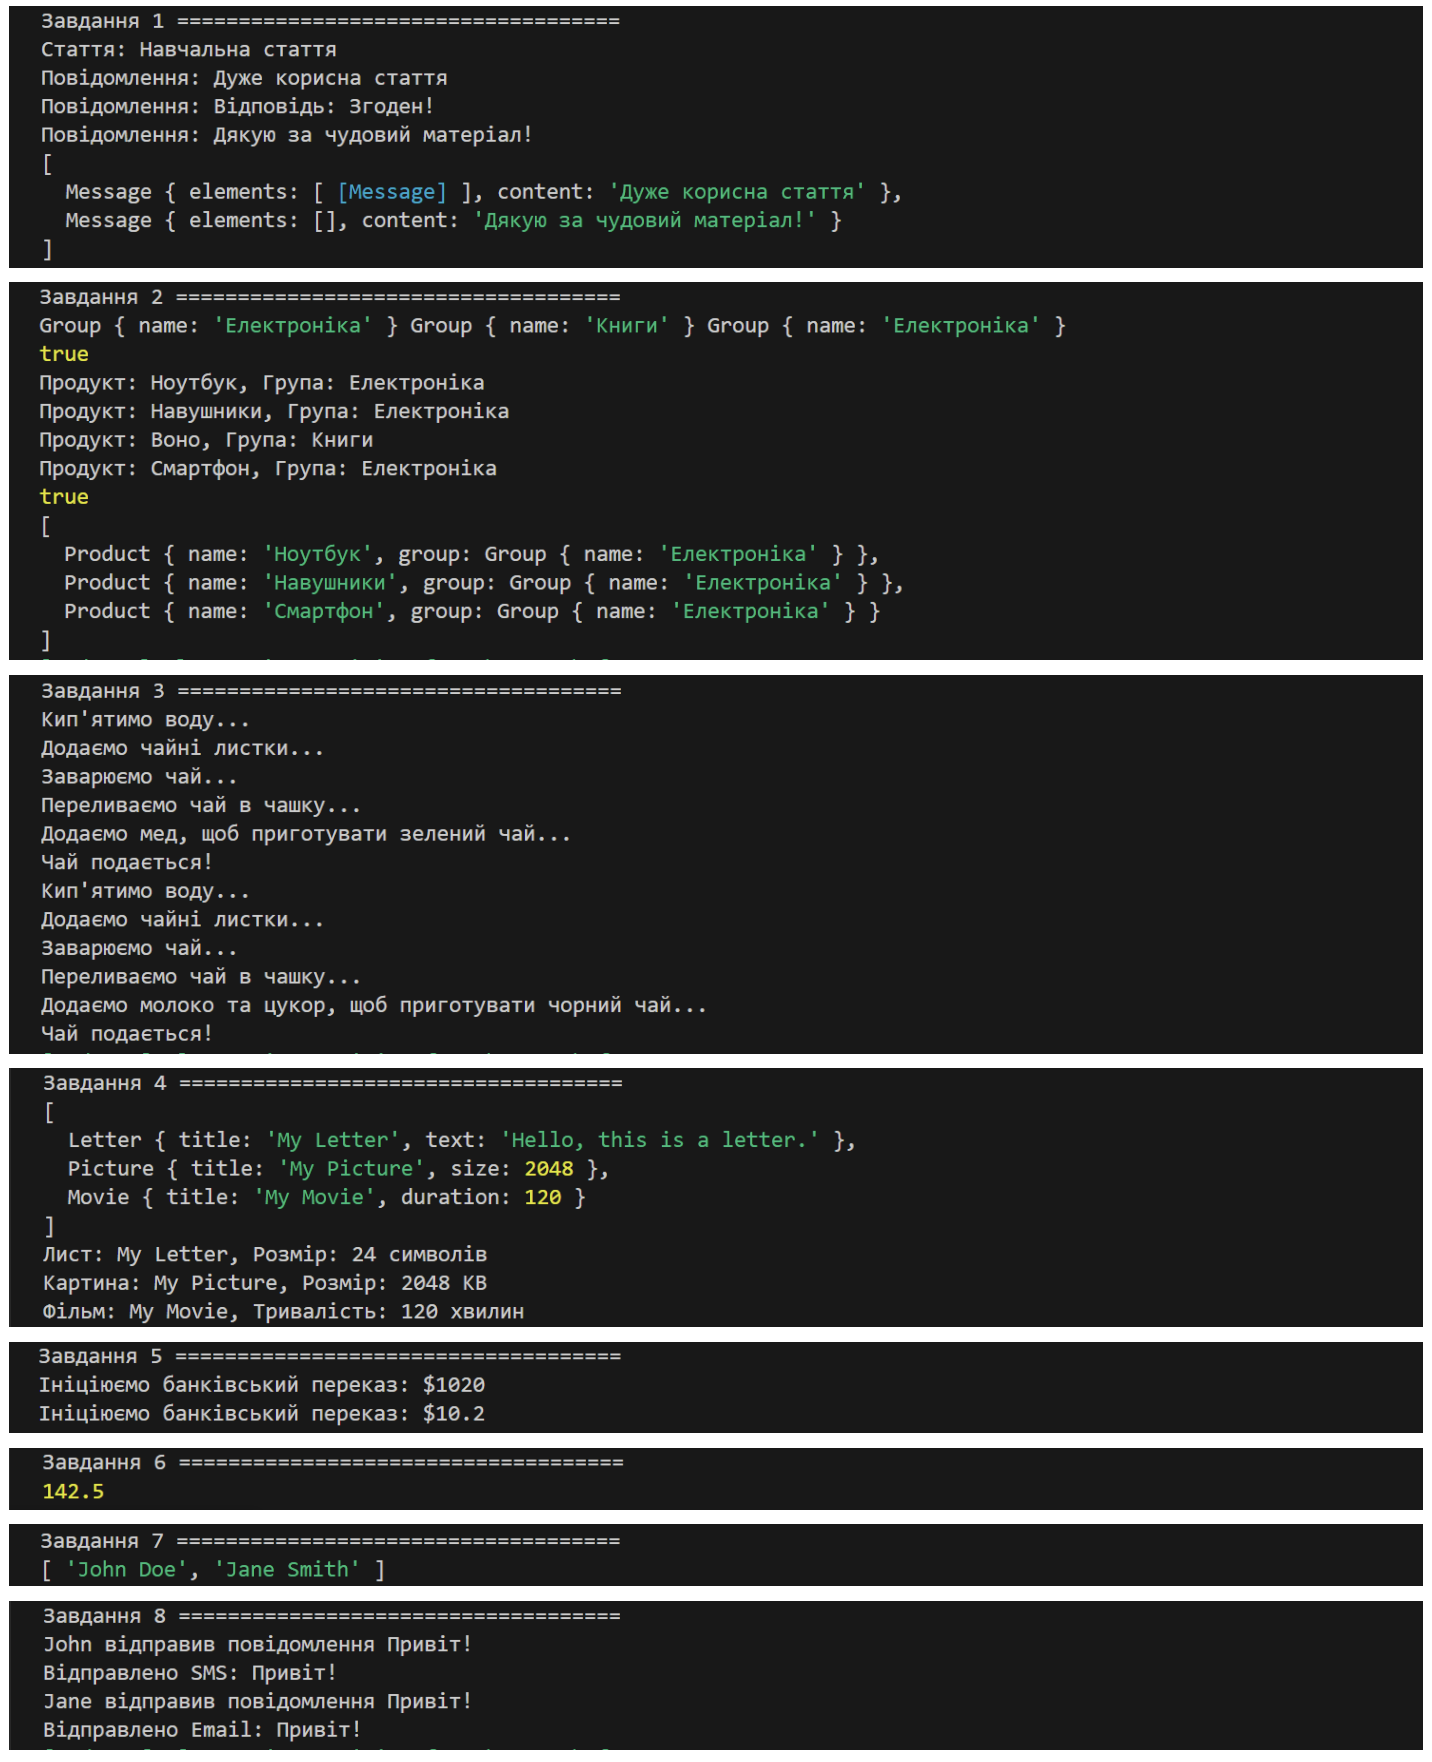 Завдання 1 ====================================
Стаття: Навчальна стаття
Повідомлення: Дуже корисна стаття
Повідомлення: Відповідь: Згоден!
Повідомлення: Дякую за чудовий матеріал!
[
  Message { elements: [ [Message] ], content: 'Дуже корисна стаття' },
  Message { elements: [], content: 'Дякую за чудовий матеріал!' }
]
Завдання 2 ====================================
Group { name: 'Електроніка' } Group { name: 'Книги' } Group { name: 'Електроніка' }
true
Продукт: Ноутбук, Група: Електроніка
Продукт: Навушники, Група: Електроніка
Продукт: Воно, Група: Книги
Продукт: Смартфон, Група: Електроніка
true
[
  Product { name: 'Ноутбук', group: Group { name: 'Електроніка' } },
  Product { name: 'Навушники', group: Group { name: 'Електроніка' } },
  Product { name: 'Смартфон', group: Group { name: 'Електроніка' } }
]
Завдання 3 ====================================
Кип'ятимо воду...
Додаємо чайні листки...
Заварюємо чай...
Переливаємо чай в чашку...
Додаємо мед, щоб приготувати зелений чай...
Чай подається!
Кип'ятимо воду...
Додаємо чайні листки...
Заварюємо чай...
Переливаємо чай в чашку...
Додаємо молоко та цукор, щоб приготувати чорний чай...
Чай подається!
Завдання 4 ====================================
[
  Letter { title: 'My Letter', text: 'Hello, this is a letter.' },
  Picture { title: 'My Picture', size: 2048 },
  Movie { title: 'My Movie', duration: 120 }
]
Лист: My Letter, Розмір: 24 символів
Картина: My Picture, Розмір: 2048 KB
Фільм: My Movie, Тривалість: 120 хвилин
Завдання 5 ====================================
Ініціюємо банківський переказ: $1020
Ініціюємо банківський переказ: $10.2
Завдання 6 ====================================
142.5
Завдання 7 ====================================
[ 'John Doe', 'Jane Smith' ]
Завдання 8 ====================================
John відправив повідомлення Привіт!
Відправлено SMS: Привіт!
Jane відправив повідомлення Привіт!
Відправлено Email: Привіт!